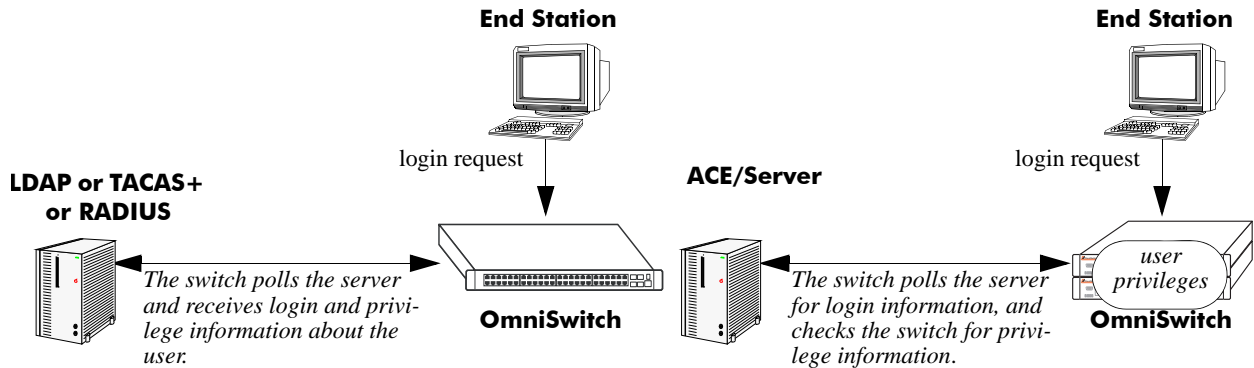 End Station
login request
LDAP or TACAS+
or RADIUS
The switch polls the server
and receives login and privi-
lege information about the
user.
OmniSwitch
End Station
login request
ACE/Server
user
privileges
The switch polls the server
for login information, and
checks the switch for privi-
lege information.
OmniSwitch